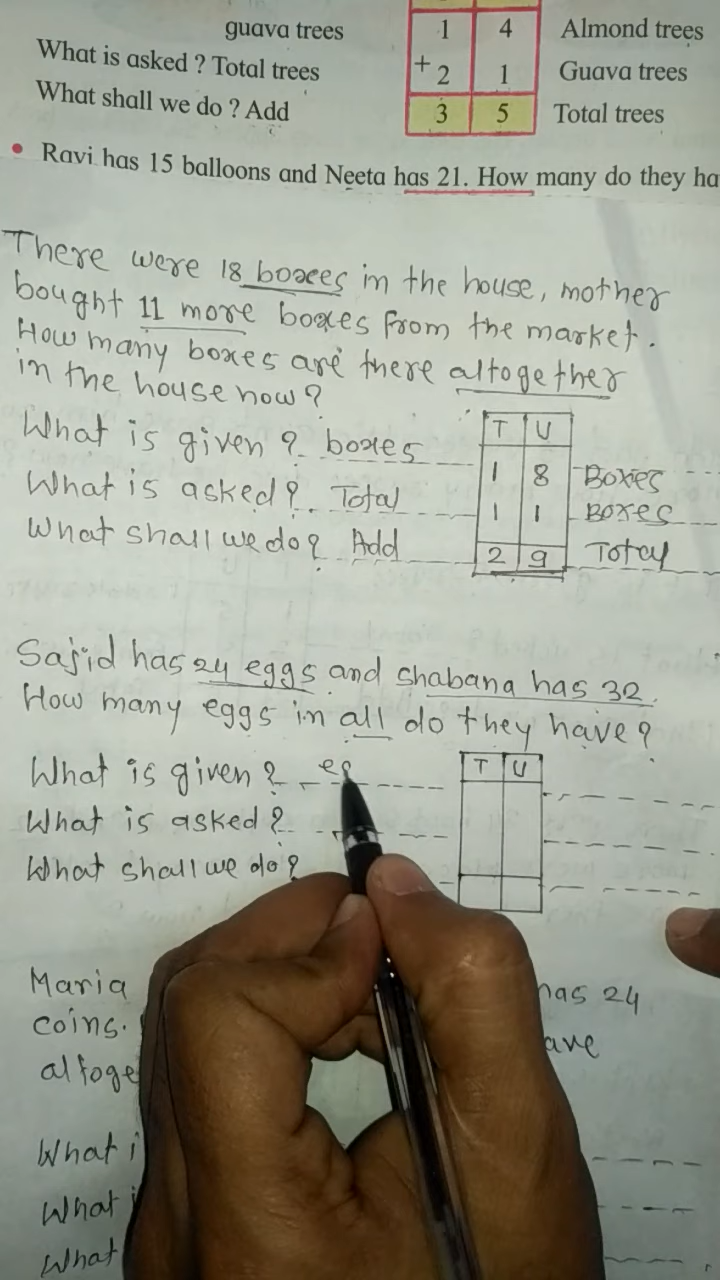 guava trees
What is asked ? Total trees
What shall we do ? Add
1 4 Almond trees
+ 2 1 Guava trees
3 5 Total trees
• Ravi has 15 balloons and Neeta has 21. How many do they ha
There were 18 boxes in the house, mother
bought 11 more boxes from the market.
How many boxes are there altogether
in the house now?
What is given? boxes
What is asked? Total
What shall we do? Add
T U
1 8 Boxes
1 1 Boxes
2 9 Total
Sajid has 24 eggs and shabana has 32.
How many eggs in all do they have?
What is given? eg
What is asked?
What shall we do?
T U
Maria has 24
coins. ave
altoge
What i
What i
What